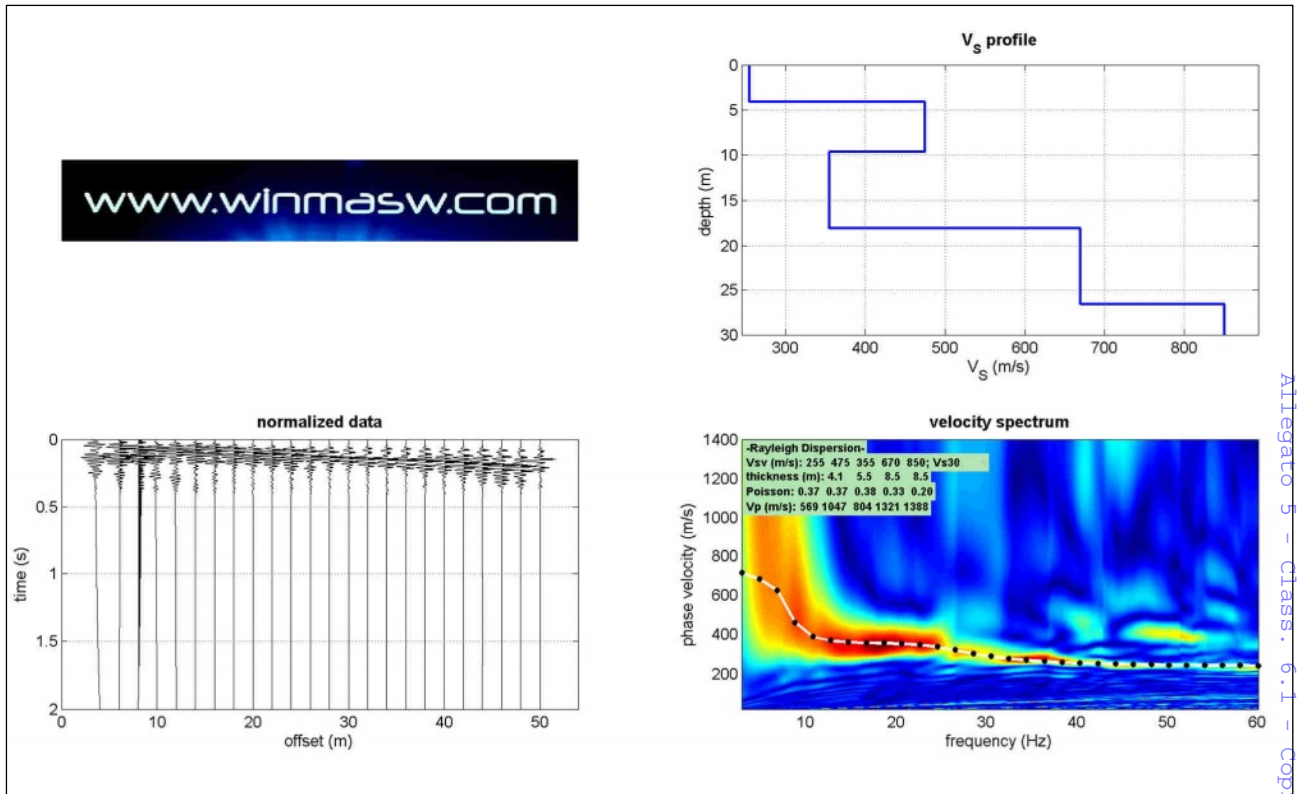 www.winmasw.com
VS profile
0
5
10
15
20
25
30
depth (m)
300 400 500 600 700 800
VS (m/s)
normalized data
0
0.5
1
1.5
2
time (s)
0 10 20 30 40 50
offset (m)
velocity spectrum
-Rayleigh Dispersion-
Vsv (m/s): 255 475 355 670 850; Vs30
thickness (m): 4.1 5.5 8.5 8.5
Poisson: 0.37 0.37 0.38 0.33 0.20
Vp (m/s): 569 1047 804 1321 1388
1400
1200
1000
800
600
400
200
phase velocity (m/s)
10 20 30 40 50 60
frequency (Hz)
Allegato 5 - Class. 6.1 - Cop